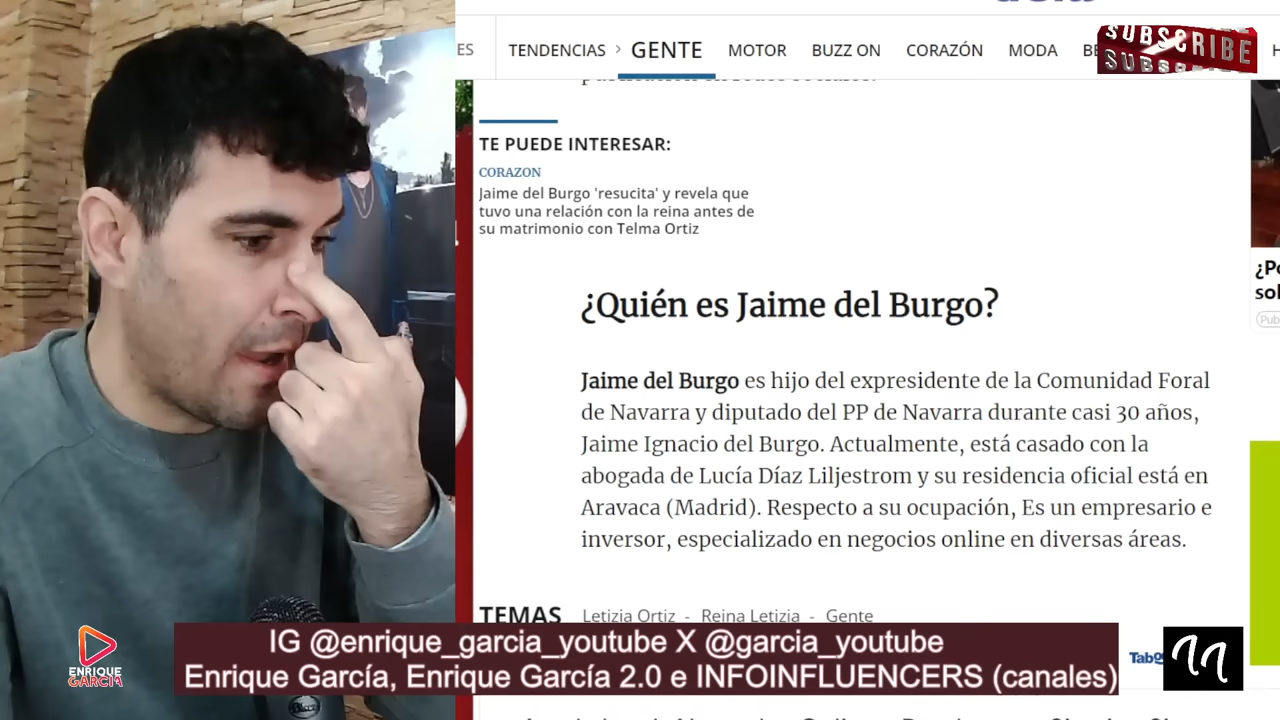 ES
TENDENCIAS › GENTE MOTOR BUZZ ON CORAZÓN MODA
SUBSCRIBE
TE PUEDE INTERESAR:
CORAZON
Jaime del Burgo 'resucita' y revela que
tuvo una relación con la reina antes de
su matrimonio con Telma Ortiz
¿Quién es Jaime del Burgo?
Jaime del Burgo es hijo del expresidente de la Comunidad Foral
de Navarra y diputado del PP de Navarra durante casi 30 años,
Jaime Ignacio del Burgo. Actualmente, está casado con la
abogada de Lucía Díaz Liljestrom y su residencia oficial está en
Aravaca (Madrid). Respecto a su ocupación, Es un empresario e
inversor, especializado en negocios online en diversas áreas.
TEMAS Letizia Ortiz - Reina Letizia - Gente
IG @enrique_garcia_youtube X @garcia_youtube
Enrique García, Enrique García 2.0 e INFOINFLUENCERS (canales)
ENRIQUE
GARCÍA